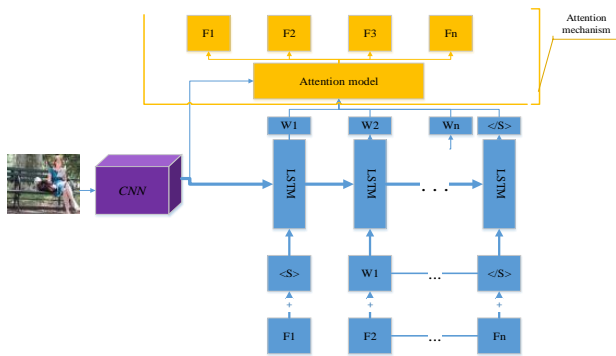 F1 F2 F3 Fn
Attention
mechanism
Attention model
W1 W2 Wn </S>
CNN
LSTM LSTM . . . LSTM
<S> W1 ... </S>
+ + +
F1 F2 ... Fn